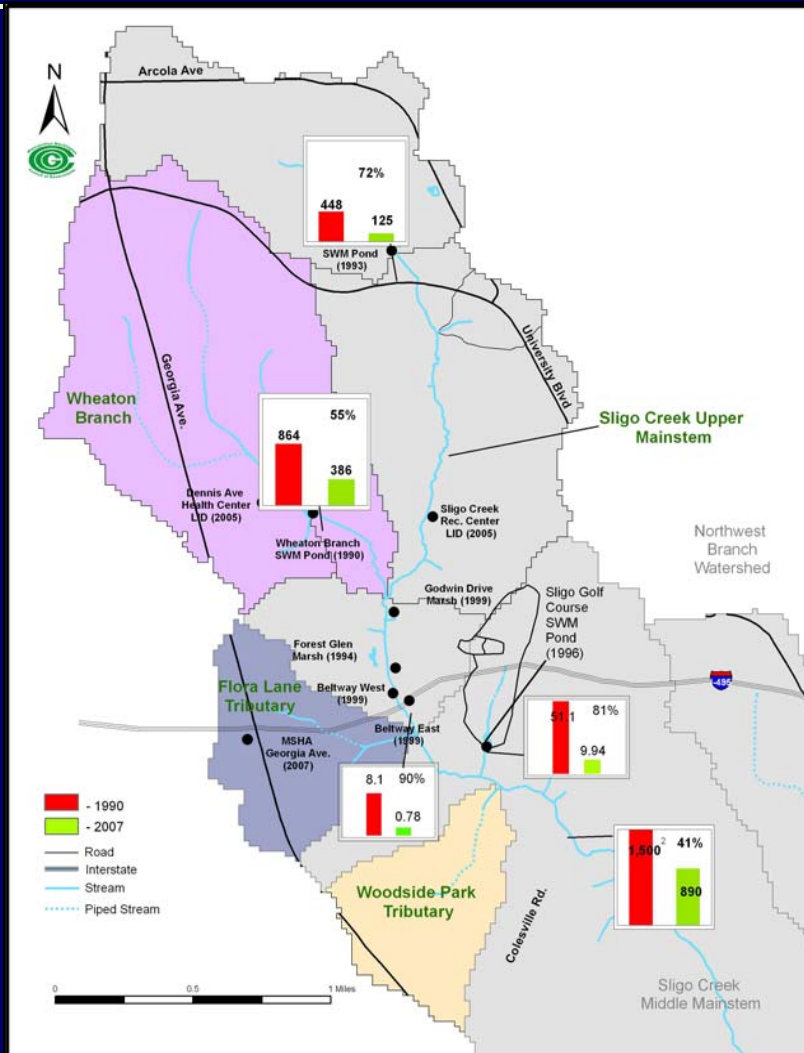 Arcola Ave
N
72%
448
125
SWM Pond
(1993)
University Blvd
Georgia Ave.
Wheaton
Branch
55%
864
386
Sligo Creek Upper
Mainstem
Dennis Ave
Health Center
LID (2005)
Wheaton Branch
SWM Pond (1990)
Sligo Creek
Rec. Center
LID (2005)
Northwest
Branch
Watershed
Godwin Drive
Marsh (1999)
Sligo Golf
Course
SWM
Pond
(1996)
Forest Glen
Marsh (1994)
Flora Lane
Tributary
Beltway West
(1999)
Beltway East
(1999)
I-495
51.1
81%
9.94
MSHA
Georgia Ave.
(2007)
8.1
90%
0.78
- 1990
- 2007
Road
Interstate
Stream
Piped Stream
1,500²
41%
890
Woodside Park
Tributary
Colesville Rd.
Sligo Creek
Middle Mainstem
0 0.5 1 Miles